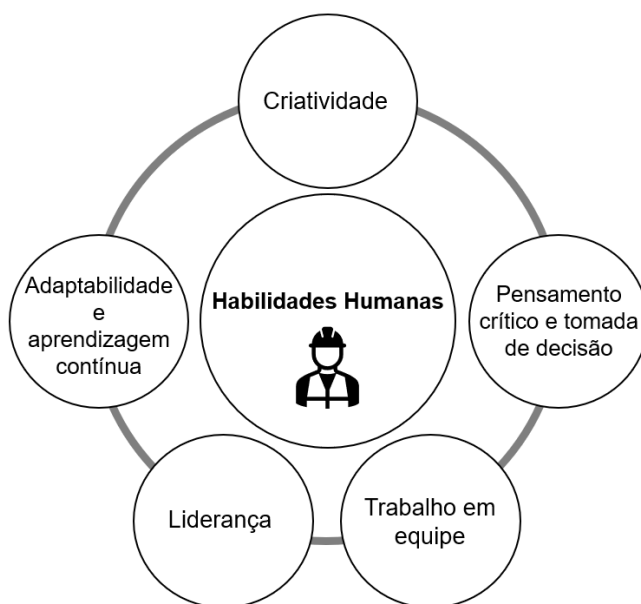 Criatividade
Habilidades Humanas
Pensamento
crítico e tomada
de decisão
Trabalho em
equipe
Liderança
Adaptabilidade
e
aprendizagem
contínua